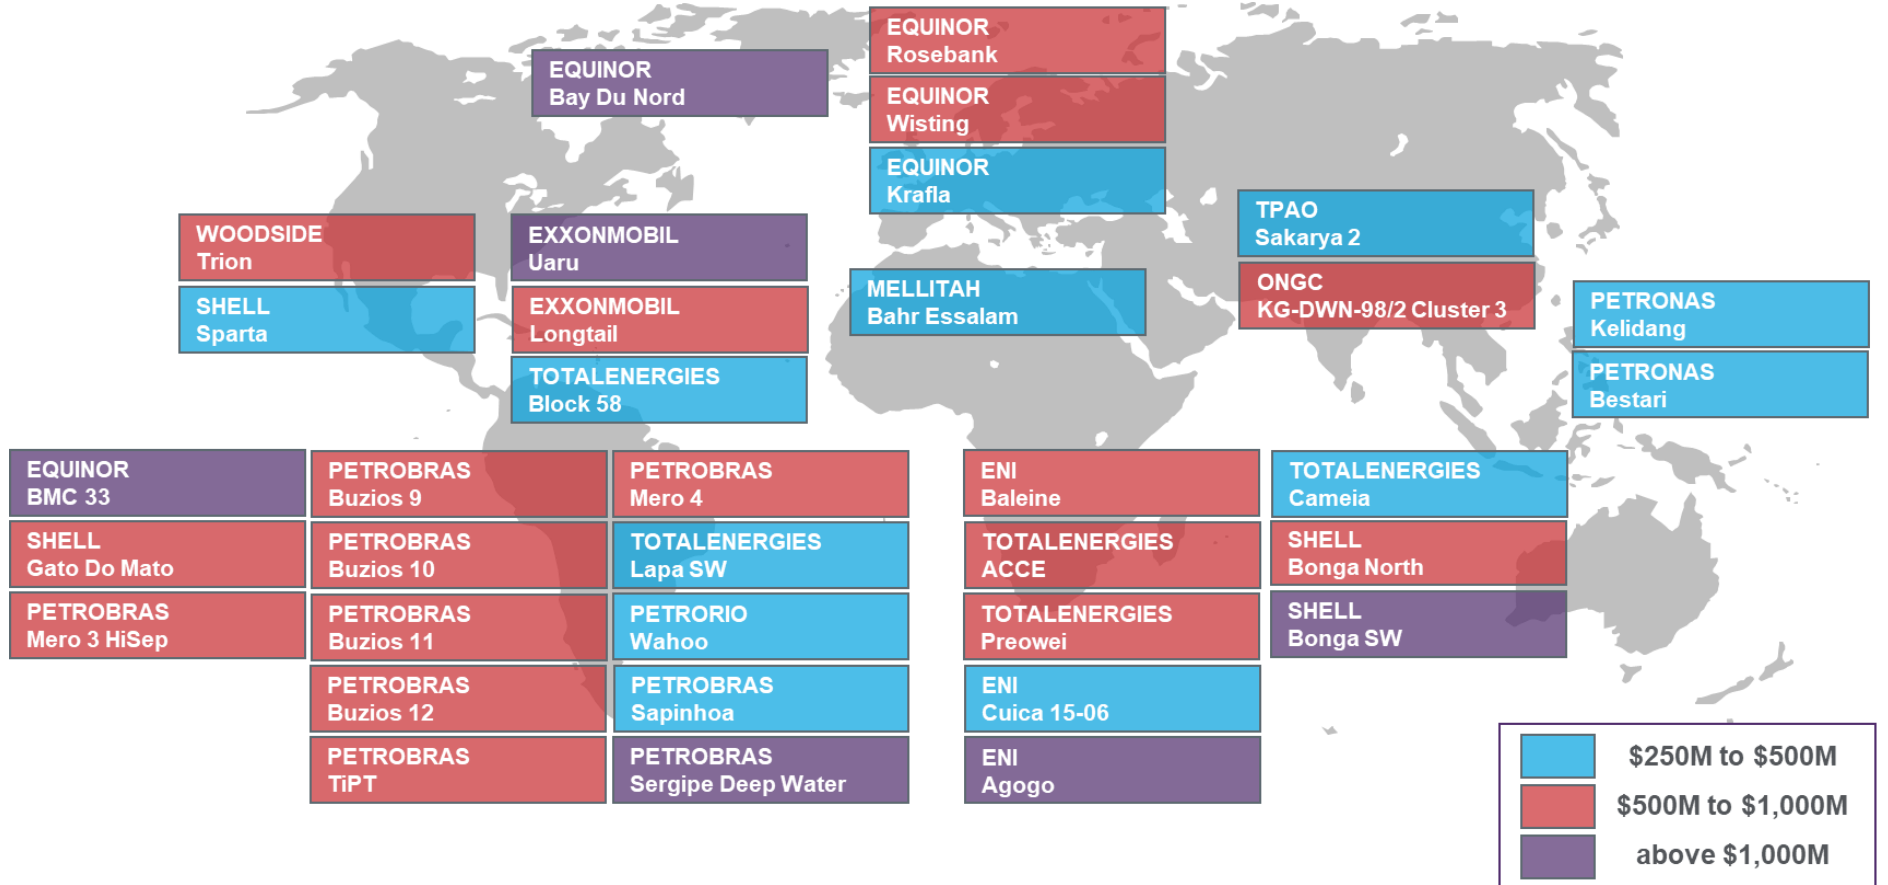 EQUINOR
Rosebank
EQUINOR
Bay Du Nord
EQUINOR
Wisting
EQUINOR
Krafla
WOODSIDE
Trion
SHELL
Sparta
EXXONMOBIL
Uaru
EXXONMOBIL
Longtail
TOTALENERGIES
Block 58
MELLITAH
Bahr Essalam
TPAO
Sakarya 2
ONGC
KG-DWN-98/2 Cluster 3
PETRONAS
Kelidang
PETRONAS
Bestari
EQUINOR
BMC 33
SHELL
Gato Do Mato
PETROBRAS
Mero 3 HiSep
PETROBRAS
Buzios 9
PETROBRAS
Buzios 10
PETROBRAS
Buzios 11
PETROBRAS
Buzios 12
PETROBRAS
TiPT
PETROBRAS
Mero 4
TOTALENERGIES
Lapa SW
PETRORIO
Wahoo
PETROBRAS
Sapinhoa
PETROBRAS
Sergipe Deep Water
ENI
Baleine
TOTALENERGIES
ACCE
TOTALENERGIES
Preowei
ENI
Cuica 15-06
ENI
Agogo
TOTALENERGIES
Cameia
SHELL
Bonga North
SHELL
Bonga SW
$250M to $500M
$500M to $1,000M
above $1,000M